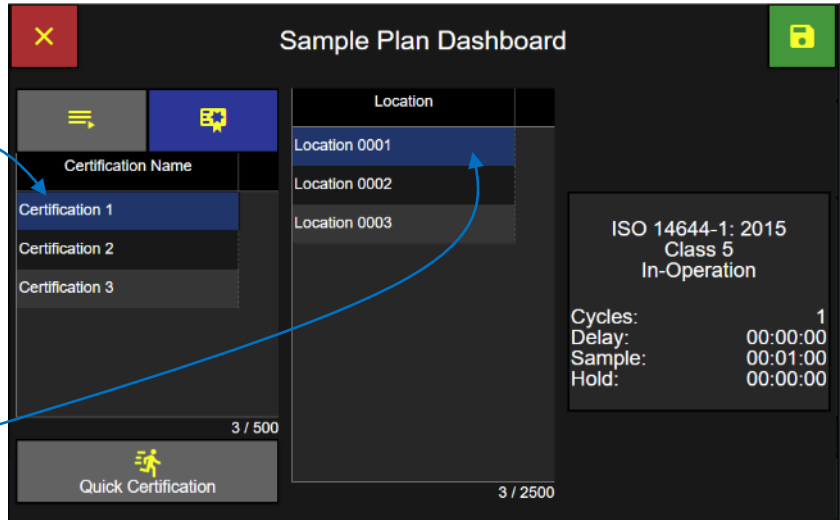 Sample Plan Dashboard
Certification Name
Certification 1
Certification 2
Certification 3
3 / 500
Quick Certification
Location
Location 0001
Location 0002
Location 0003
3 / 2500
ISO 14644-1: 2015
Class 5
In-Operation
Cycles: 1
Delay: 00:00:00
Sample: 00:01:00
Hold: 00:00:00